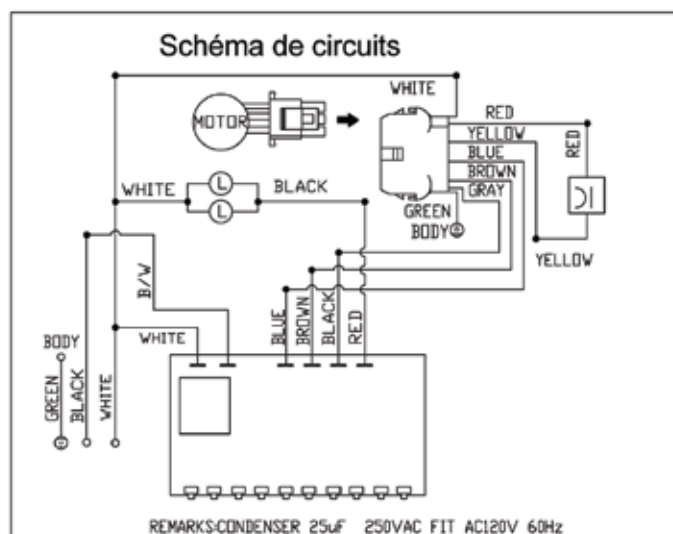 Schéma de circuits
WHITE
MOTOR
RED
YELLOW
BLUE
BROWN
GRAY
RED
WHITE
L
BLACK
L
GREEN
BODY
YELLOW
B/W
BLUE
BROWN
BLACK
RED
WHITE
BODY
GREEN
BLACK
WHITE
REMARKS:CONDENSER 25uF 250VAC FIT AC120V 60Hz